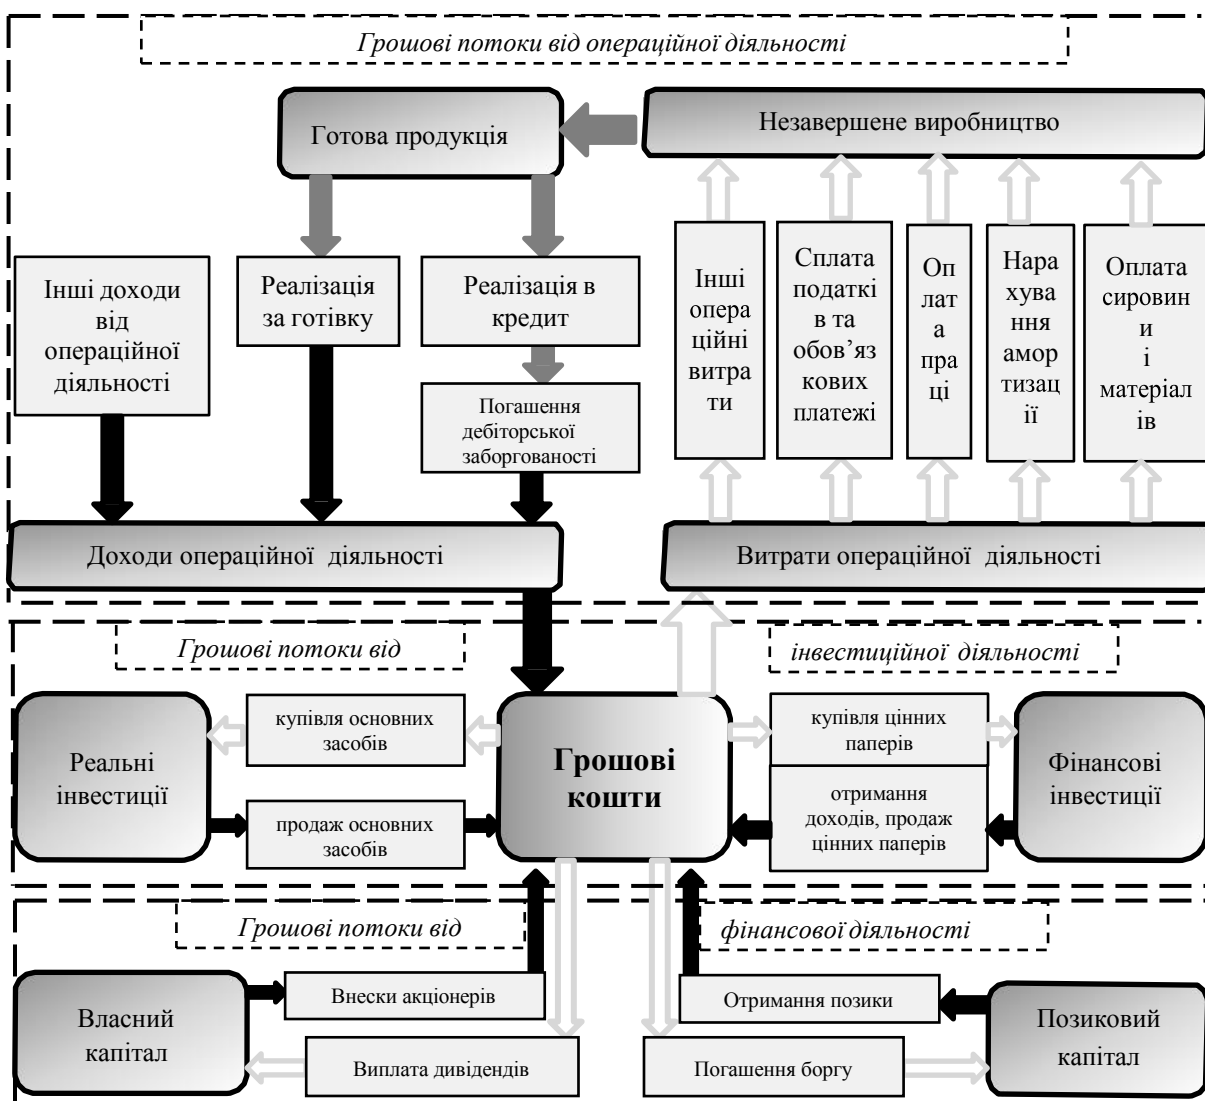 Грошові потоки від операційної діяльності
Готова продукція
Незавершене виробництво
Інші доходи
від
операційної
діяльності
Реалізація
за готівку
Реалізація в
кредит
Погашення
дебіторської
заборгованості
Інші
опера
ційні
витра
ти
Сплата
податкі
в та
обов’яз
кових
платежі
Оп
лат
а
пра
ці
Нара
хува
ння
амор
тизац
ії
Оплата
сировин
и
і
матеріал
ів
Доходи операційної діяльності
Витрати операційної діяльності
Грошові потоки від
інвестиційної діяльності
Реальні
інвестиції
купівля основних
засобів
продаж основних
засобів
Грошові
кошти
купівля цінних
паперів
отримання
доходів, продаж
цінних паперів
Фінансові
інвестиції
Грошові потоки від
фінансової діяльності
Власний
капітал
Внески акціонерів
Виплата дивідендів
Отримання позики
Погашення боргу
Позиковий
капітал